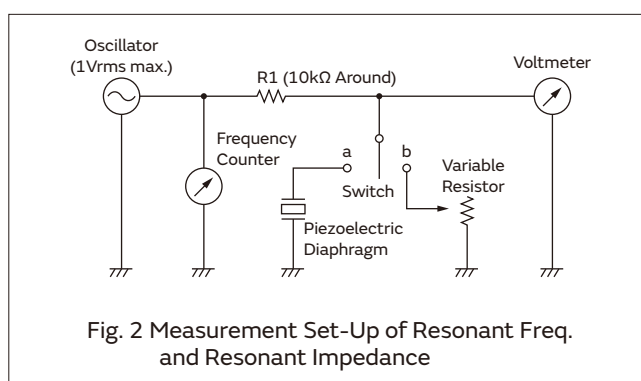 Oscillator
(1Vrms max.)
R1 (10kΩ Around)
Voltmeter
Frequency
Counter
a
b
Switch
Variable
Resistor
Piezoelectric
Diaphragm
Fig. 2 Measurement Set-Up of Resonant Freq.
and Resonant Impedance